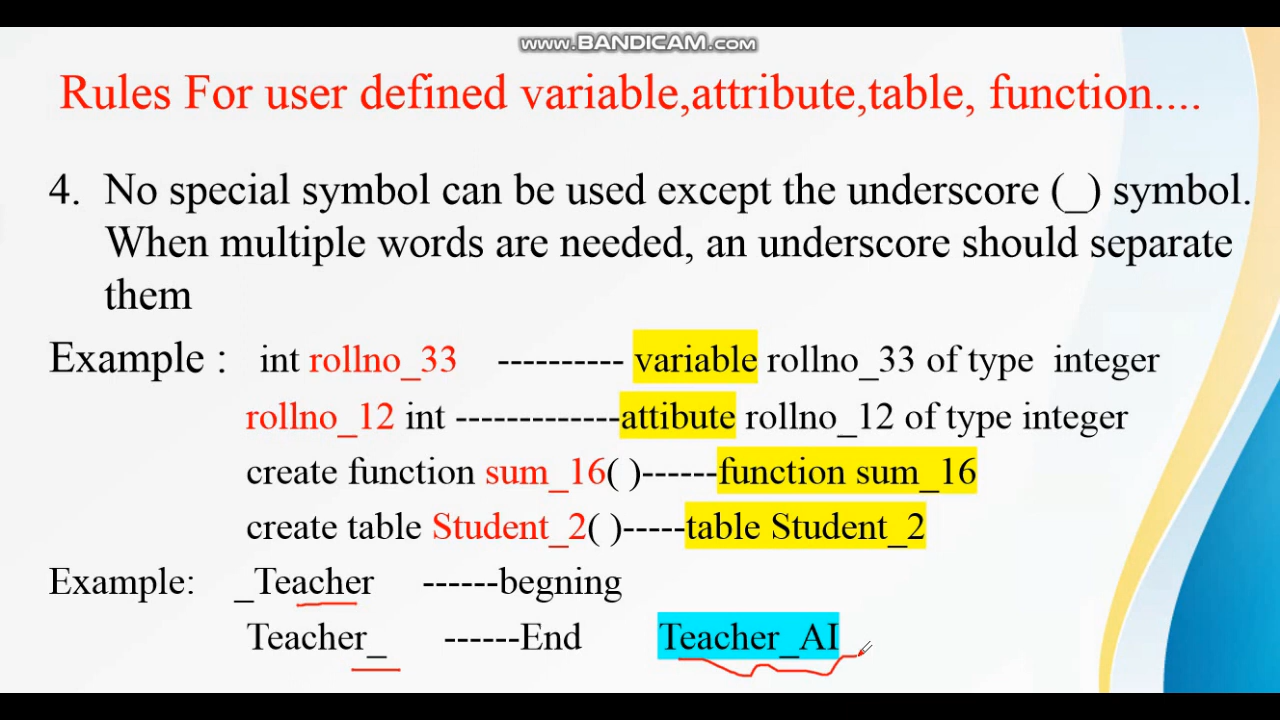 www.BANDICAM.com
Rules For user defined variable,attribute,table, function....
4. No special symbol can be used except the underscore (_) symbol.
When multiple words are needed, an underscore should separate
them
Example : int rollno_33 ---------- variable rollno_33 of type integer
rollno_12 int -------------attibute rollno_12 of type integer
create function sum_16( )------function sum_16
create table Student_2( )-----table Student_2
Example: _Teacher ------begning
Teacher_ ------End Teacher_AI